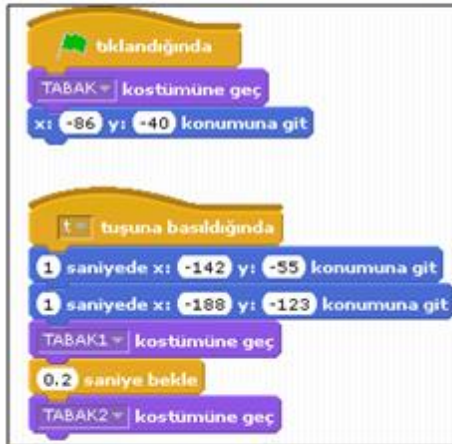 tıklandığında
TABAK kostümüne geç
x: -86 y: -40 konumuna git
t tuşuna basıldığında
1 saniyede x: -142 y: -55 konumuna git
1 saniyede x: -188 y: -123 konumuna git
TABAK1 kostümüne geç
0.2 saniye bekle
TABAK2 kostümüne geç